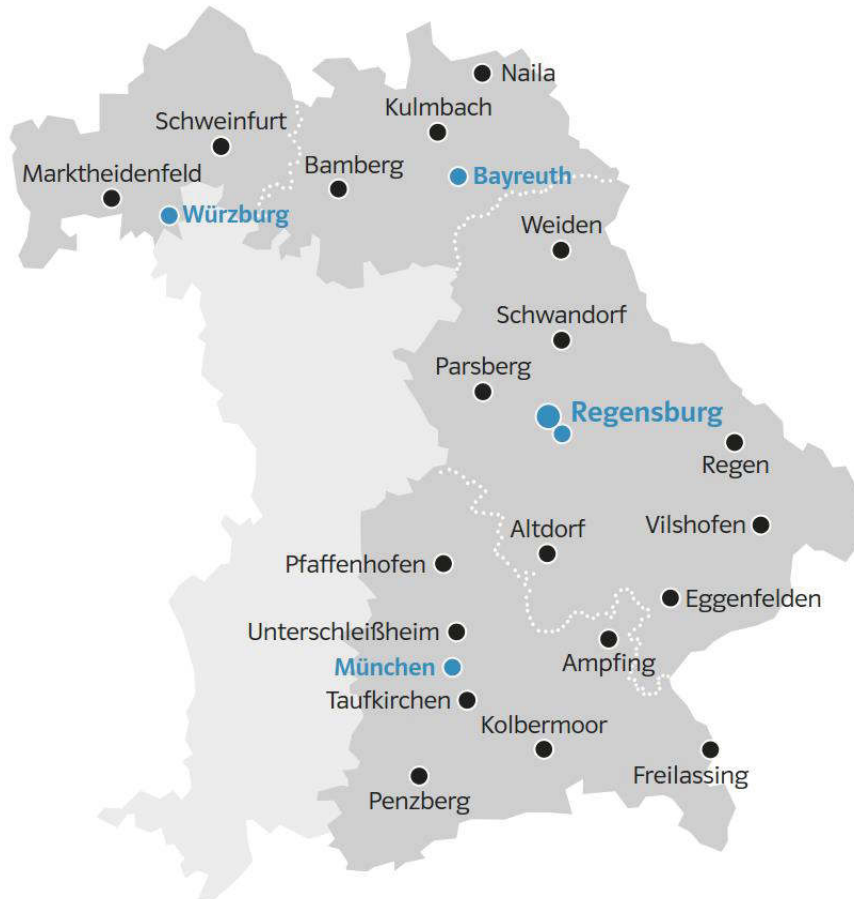 Naila
Kulmbach
Schweinfurt
Bamberg
Marktheidenfeld
Bayreuth
Würzburg
Weiden
Schwandorf
Parsberg
Regensburg
Regen
Altdorf
Vilshofen
Pfaffenhofen
Eggenfelden
Unterschleißheim
Ampfing
München
Taufkirchen
Kolbermoor
Freilassing
Penzberg